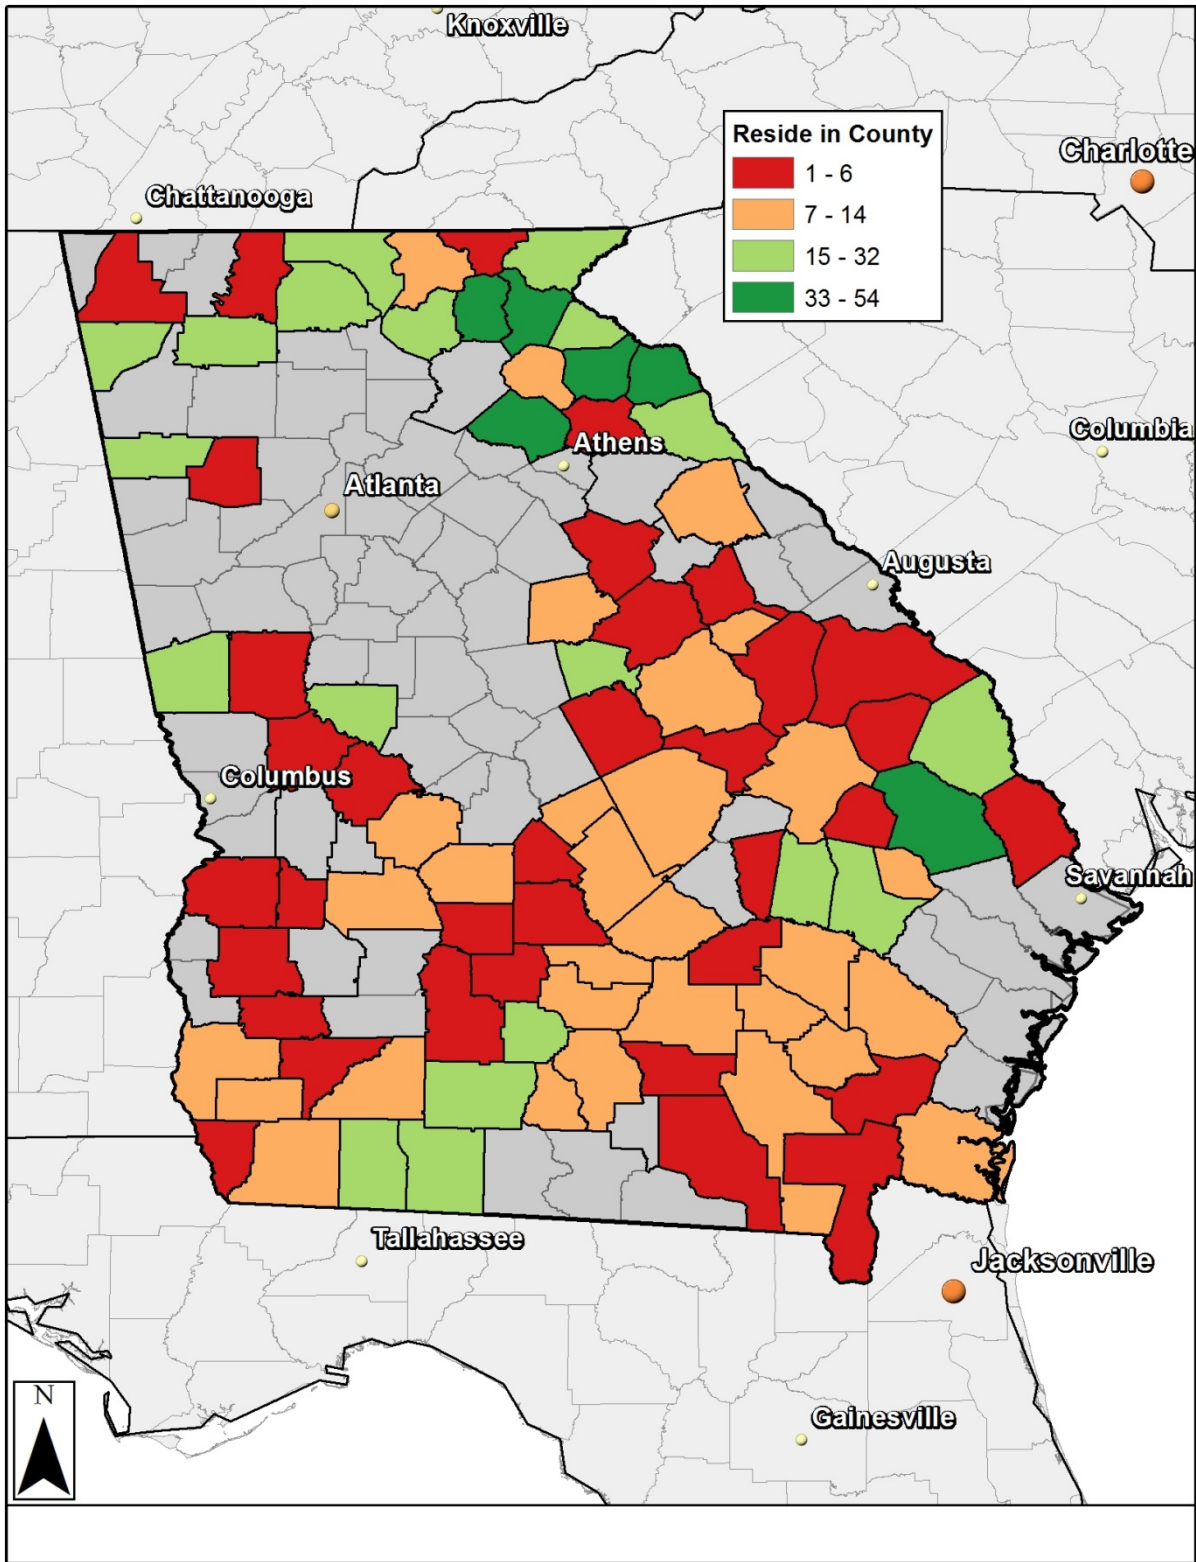 Knoxville
Reside in County
1 - 6
7 - 14
15 - 32
33 - 54
Charlotte
Chattanooga
Columbia
Athens
Atlanta
Augusta
Columbus
Savannah
Tallahassee
Jacksonville
Gainesville
N